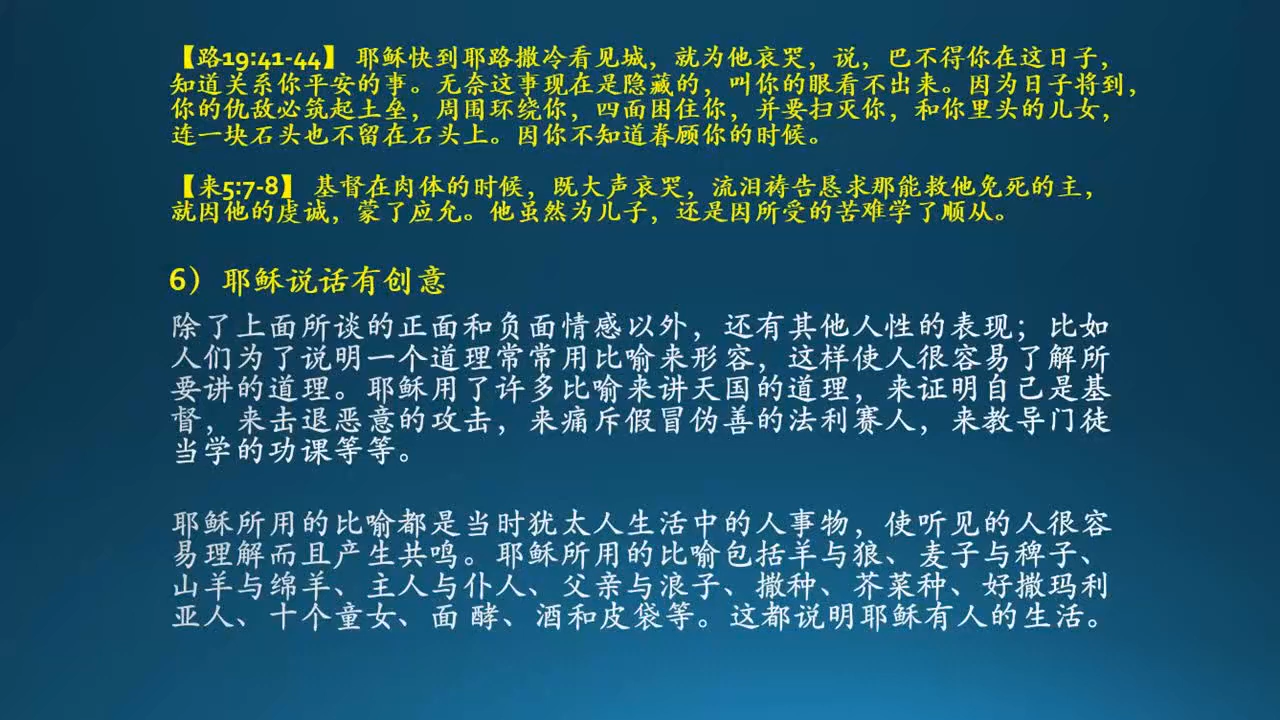 【路19:41-44】 耶稣快到耶路撒冷看见城，就为他哀哭，说，巴不得你在这日子，
知道关系你平安的事。无奈这事现在是隐藏的，叫你的眼看不出来。因为日子将到，
你的仇敌必筑起土垒，周围环绕你，四面困住你，并要扫灭你，和你里头的儿女，
连一块石头也不留在石头上。因你不知道眷顾你的时候。
【来5:7-8】 基督在肉体的时候，既大声哀哭，流泪祷告恳求那能救他免死的主，
就因他的虔诚，蒙了应允。他虽然为儿子，还是因所受的苦难学了顺从。
6）耶稣说话有创意
除了上面所谈的正面和负面情感以外，还有其他人性的表现；比如
人们为了说明一个道理常常用比喻来形容，这样使人很容易了解所
要讲的道理。耶稣用了许多比喻来讲天国的道理，来证明自己是基
督，来击退恶意的攻击，来痛斥假冒伪善的法利赛人，来教导门徒
当学的功课等等。
耶稣所用的比喻都是当时犹太人生活中的人事物，使听见的人很容
易理解而且产生共鸣。耶稣所用的比喻包括羊与狼、麦子与稗子、
山羊与绵羊、主人与仆人、父亲与浪子、撒种、芥菜种、好撒玛利
亚人、十个童女、面 酵、酒和皮袋等。这都说明耶稣有人的生活。